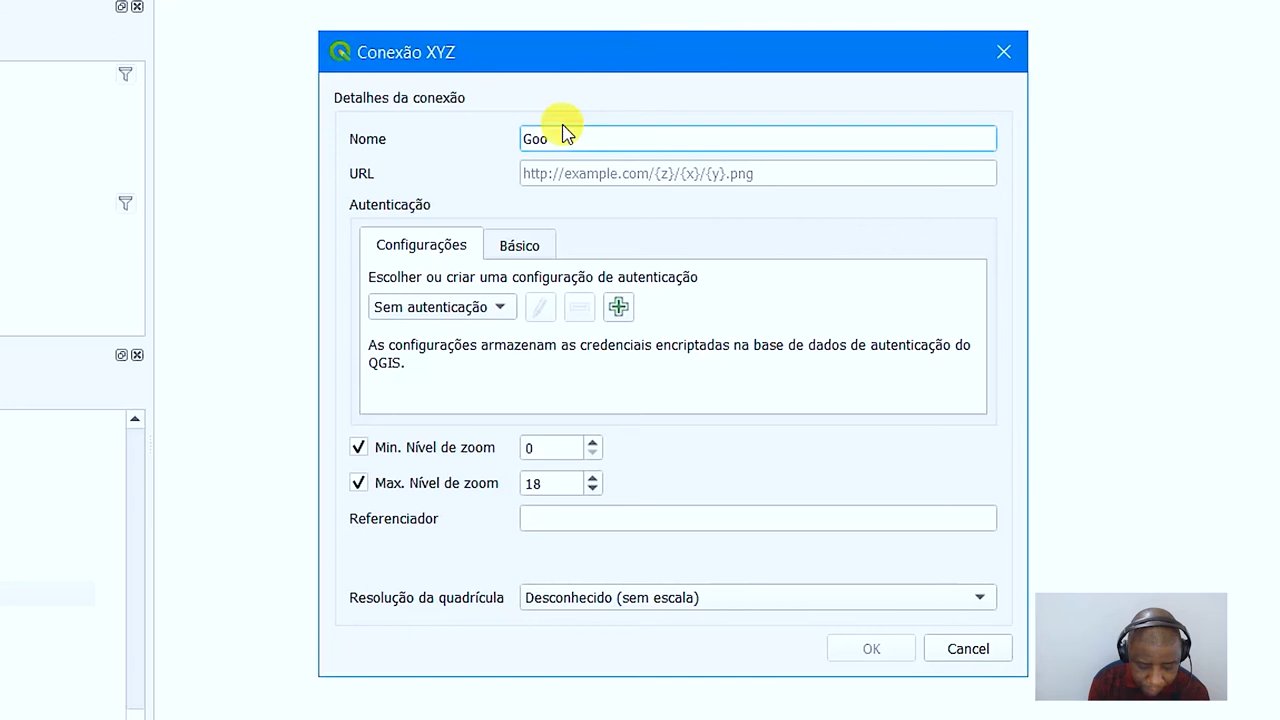 Conexão XYZ
Detalhes da conexão
Nome
Goo
URL
http://example.com/{z}/{x}/{y}.png
Autenticação
Configurações
Básico
Escolher ou criar uma configuração de autenticação
Sem autenticação
As configurações armazenam as credenciais encriptadas na base de dados de autenticação do
QGIS.
Min. Nível de zoom
0
Max. Nível de zoom
18
Referenciador
Resolução da quadrícula
Desconhecido (sem escala)
OK
Cancel